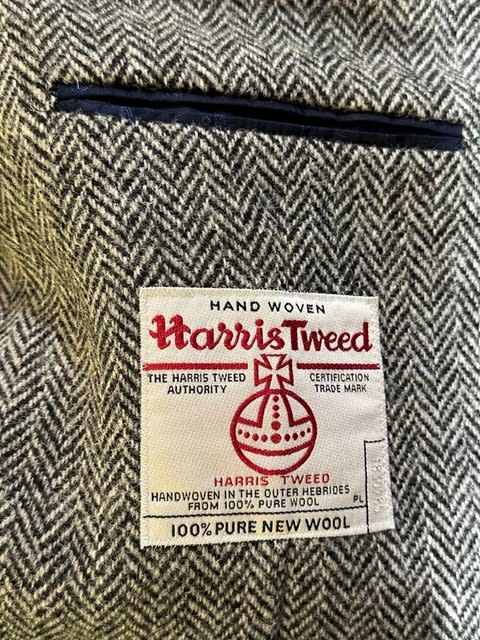 HAND WOVEN
Harris Tweed
THE HARRIS TWEED AUTHORITY
CERTIFICATION TRADE MARK
HARRIS TWEED
HANDWOVEN IN THE OUTER HEBRIDES
FROM 100% PURE WOOL
PL
100% PURE NEW WOOL